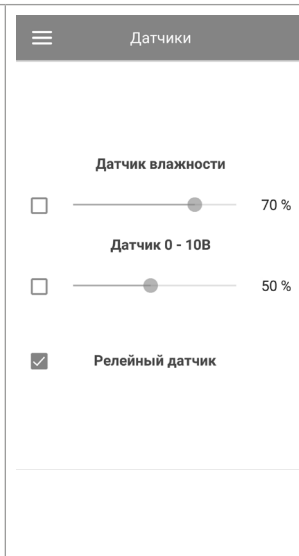 Датчики
Датчик влажности
70 %
Датчик 0 - 10В
50 %
Релейный датчик